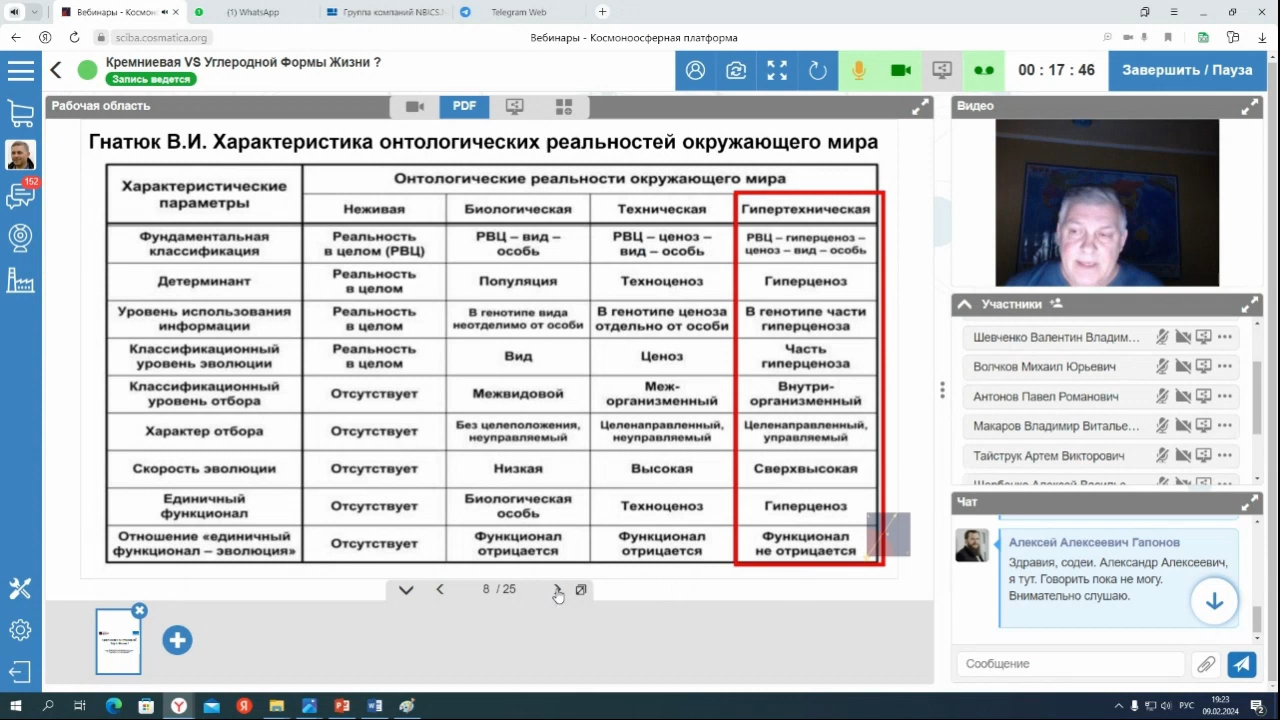 Вебинары - Космоно
(1) WhatsApp
Группа компаний NBICS.N
Telegram Web
sciba.cosmatica.org
Вебинары - Космоноосферная платформа
Кремниевая VS Углеродной Формы Жизни ?
Запись ведется
00 : 17 : 46
Завершить / Пауза
Рабочая область
PDF
Видео
152
Гнатюк В.И. Характеристика онтологических реальностей окружающего мира
Характеристические
параметры
Онтологические реальности окружающего мира
Неживая
Биологическая
Техническая
Гипертехническая
Фундаментальная
классификация
Реальность
в целом (РВЦ)
РВЦ – вид –
особь
РВЦ – ценоз –
вид – особь
РВЦ – гиперценоз –
ценоз – вид – особь
Детерминант
Реальность
в целом
Популяция
Техноценоз
Гиперценоз
Уровень использования
информации
Реальность
в целом
В генотипе вида
неотделимо от особи
В генотипе ценоза
отдельно от особи
В генотипе части
гиперценоза
Классификационный
уровень эволюции
Реальность
в целом
Вид
Ценоз
Часть
гиперценоза
Классификационный
уровень отбора
Отсутствует
Межвидовой
Меж-
организменный
Внутри-
организменный
Характер отбора
Отсутствует
Без целеположения,
неуправляемый
Целенаправленный,
неуправляемый
Целенаправленный,
управляемый
Скорость эволюции
Отсутствует
Низкая
Высокая
Сверхвысокая
Единичный
функционал
Отсутствует
Биологическая
особь
Техноценоз
Гиперценоз
Отношение «единичный
функционал – эволюция»
Отсутствует
Функционал
отрицается
Функционал
отрицается
Функционал
не отрицается
8 / 25
Участники
Шевченко Валентин Владим...
Волчков Михаил Юрьевич
Антонов Павел Романович
Макаров Владимир Виталье...
Тайструк Артем Викторович
Чат
Алексей Алексеевич Гапонов
Здравия, содеи. Александр Алексеевич,
я тут. Говорить пока не могу.
Внимательно слушаю.
Сообщение
РУС
19:23
09.02.2024
2